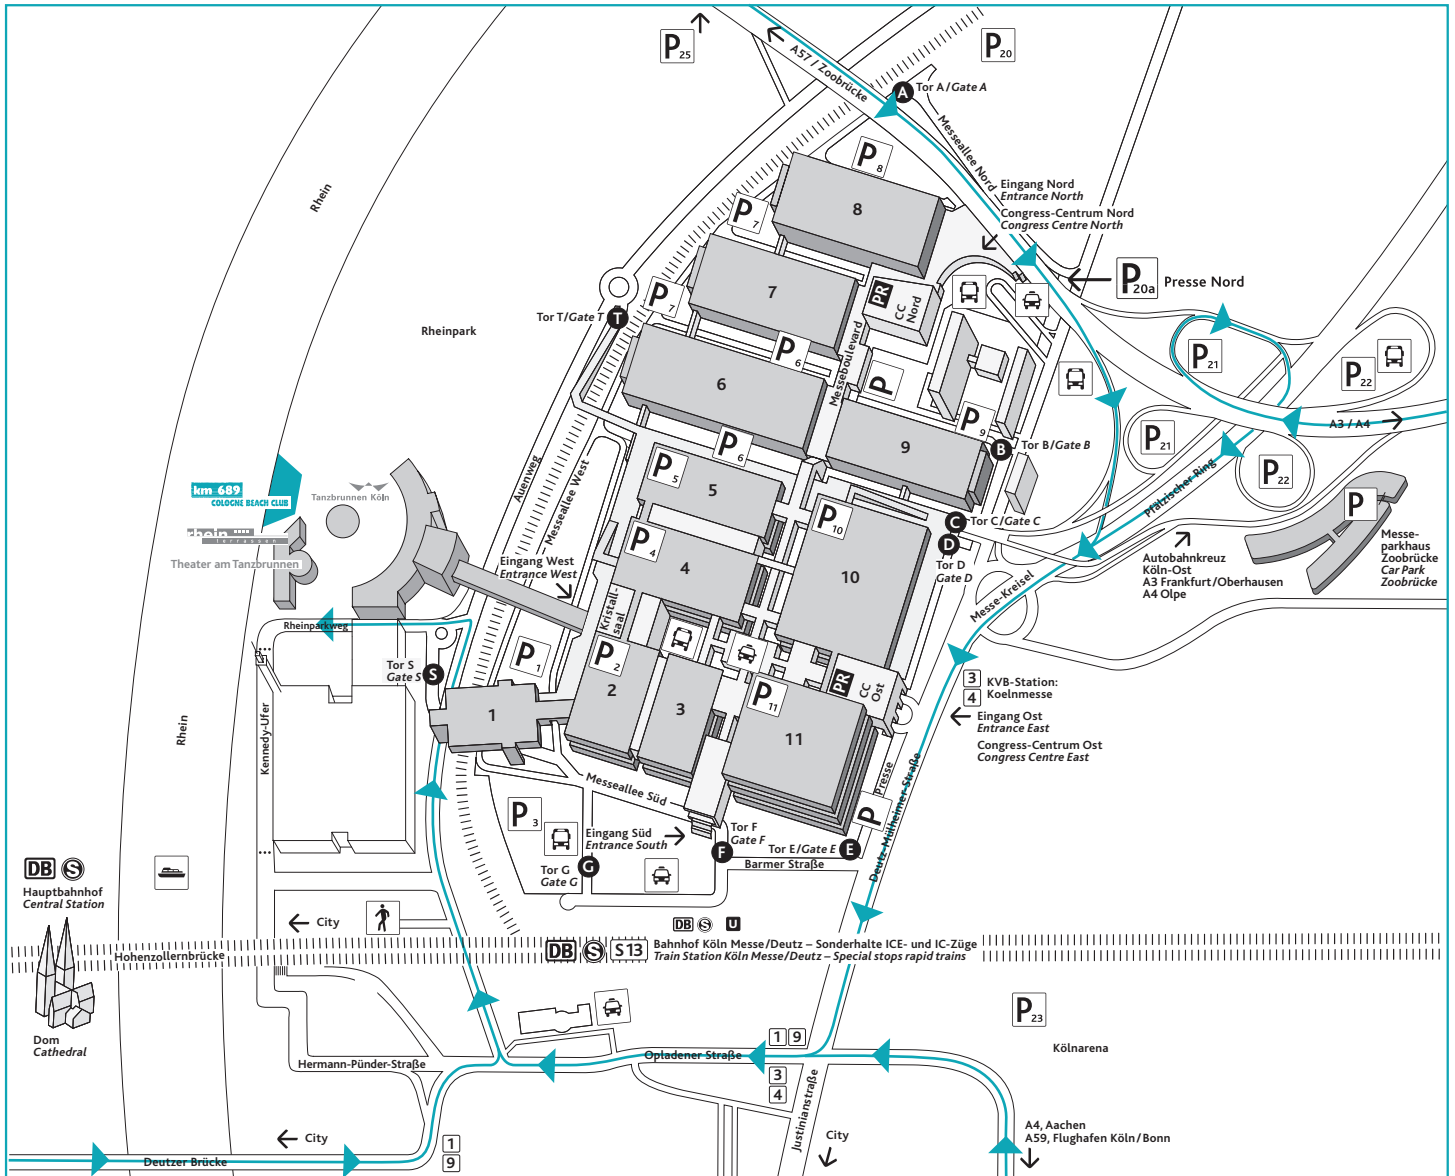 P25
A57 / Zoobrücke
P20
A
Tor A/Gate A
Messeallee Nord
P8
Eingang Nord
Entrance North
Congress-Centrum Nord
Congress Centre North
Rhein
8
P7
7
PR
CC
Nord
P20a
Presse Nord
P7
Tor T/Gate T
T
Rheinpark
P6
Messeboulevard
6
P
P21
P22
A3 / A4
P9
9
B
Tor B/Gate B
P21
P22
Pfälzischer Ring
P6
P5
5
Auenweg
Messeallee West
km 689
COLOGNE BEACH CLUB
Tanzbrunnen Köln
rhein
terrassen
Theater am Tanzbrunnen
P10
C
Tor C/Gate C
D
Tor D
Gate D
P
Messe-
parkhaus
Zoobrücke
Car Park
Zoobrücke
Autobahnkreuz
Köln-Ost
A3 Frankfurt/Oberhausen
A4 Olpe
P4
4
10
Eingang West
Entrance West
Kristall-
saal
Messe-Kreisel
Rheinparkweg
Tor S
Gate S
S
P1
P2
2
3
P11
11
PR
CC
Ost
1
3
4
KVB-Station:
Koelnmesse
Eingang Ost
Entrance East
Congress-Centrum Ost
Congress Centre East
Rhein
Kennedy-Ufer
Messeallee Süd
Presse
P
Deutz-Mülheimer Straße
P3
Eingang Süd
Entrance South
Tor F
Gate F
F
Tor E/Gate E
E
Barmer Straße
Tor G
Gate G
G
DB S
Hauptbahnhof
Central Station
City
DB S U
DB S S13
Bahnhof Köln Messe/Deutz – Sonderhalte ICE- und IC-Züge
Train Station Köln Messe/Deutz – Special stops rapid trains
Hohenzollernbrücke
Dom
Cathedral
P23
Kölnarena
1 9
Opladener Straße
3
4
Hermann-Pünder-Straße
Justinianstraße
City
City
1
9
Deutzer Brücke
A4, Aachen
A59, Flughafen Köln/Bonn